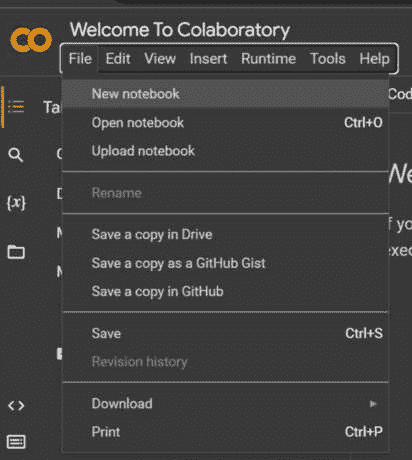 Welcome To Colaboratory
File Edit View Insert Runtime Tools Help
New notebook
Open notebook Ctrl+O
Upload notebook
Rename
Save a copy in Drive
Save a copy as a GitHub Gist
Save a copy in GitHub
Save Ctrl+S
Revision history
Download
Print Ctrl+P
{x}
<>